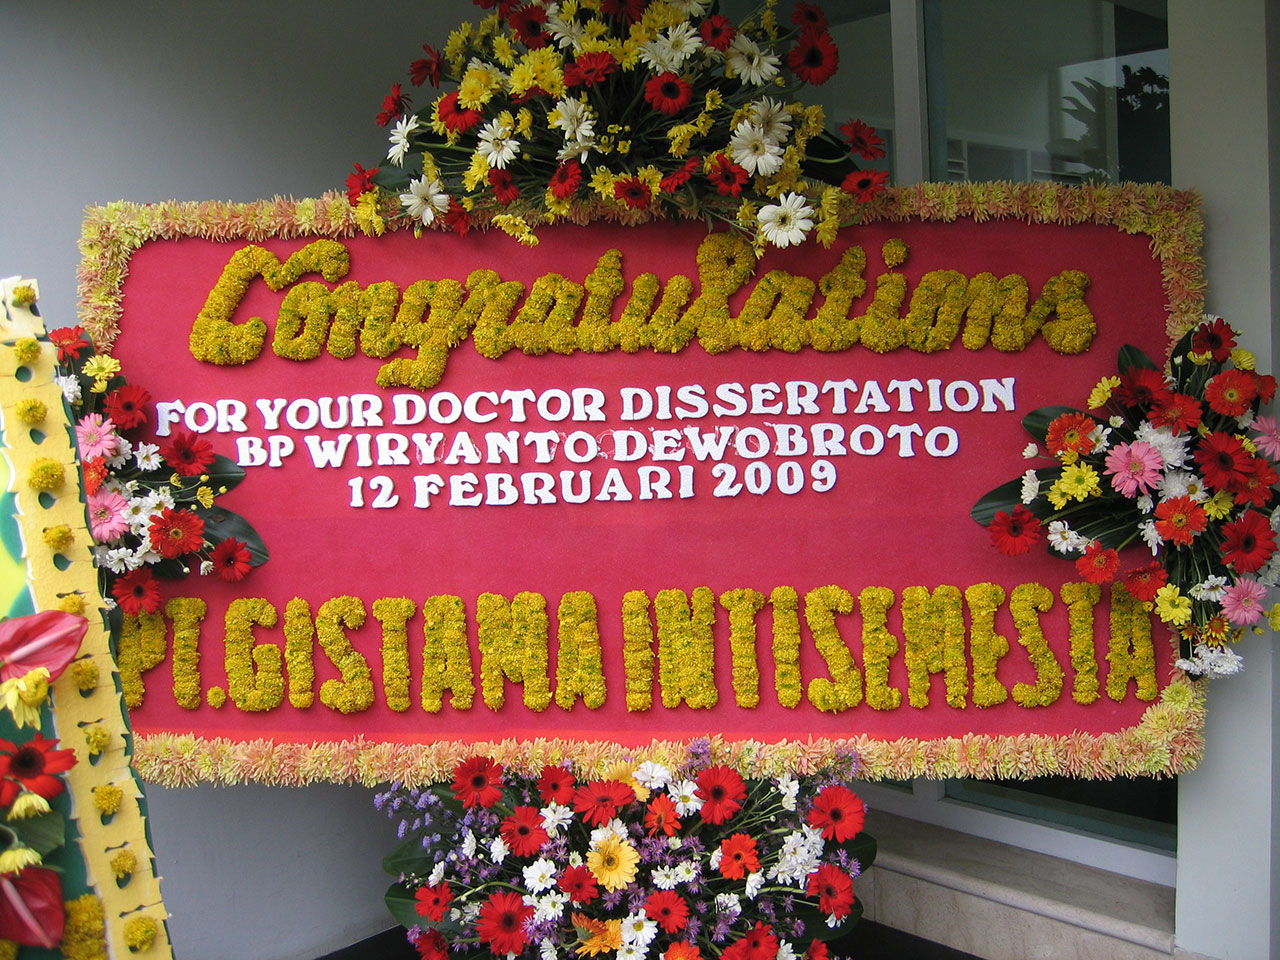 Congratulations
FOR YOUR DOCTOR DISSERTATION
BP WIRYANTO DEWOBROTO
12 FEBRUARI 2009
PT. GISTAMA INTISEMESTA